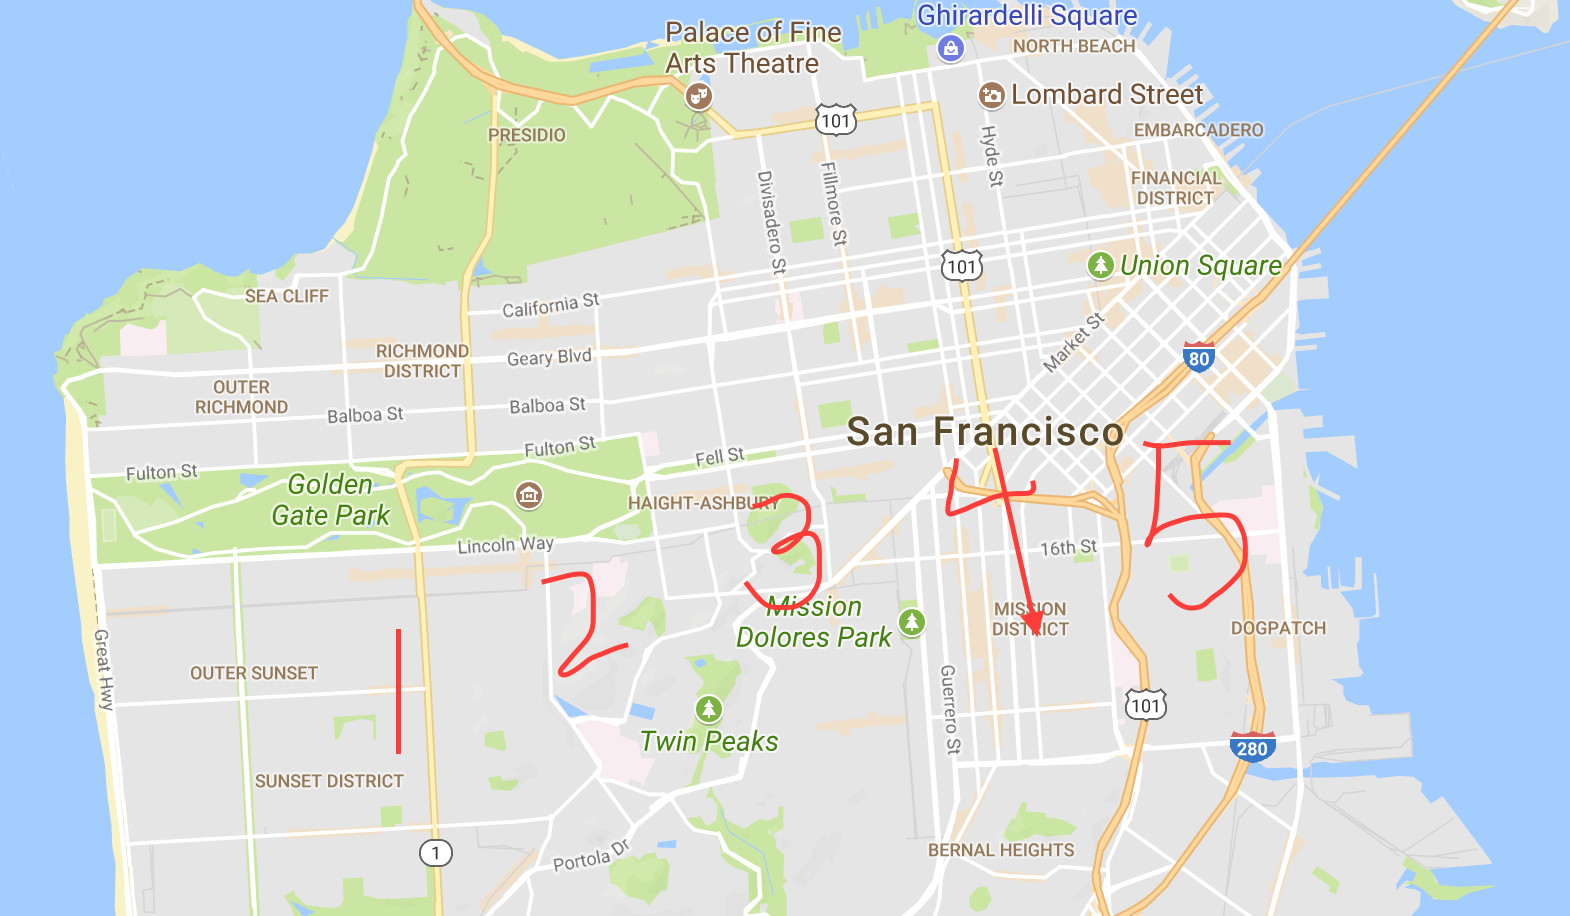 Ghirardelli Square
Palace of Fine
Arts Theatre
NORTH BEACH
Lombard Street
101
PRESIDIO
Hyde St
EMBARCADERO
Divisadero St
Fillmore St
FINANCIAL
DISTRICT
101
Union Square
SEA CLIFF
California St
Market St
80
RICHMOND
DISTRICT
Geary Blvd
OUTER
RICHMOND
Balboa St
Balboa St
San Francisco
Fulton St
Fulton St
Fell St
Golden
Gate Park
HAIGHT-ASHBURY
Lincoln Way
16th St
1
2
3
4
5
Mission
Dolores Park
MISSION
DISTRICT
DOGPATCH
Great Hwy
OUTER SUNSET
Guerrero St
101
Twin Peaks
280
SUNSET DISTRICT
1
Portola Dr
BERNAL HEIGHTS